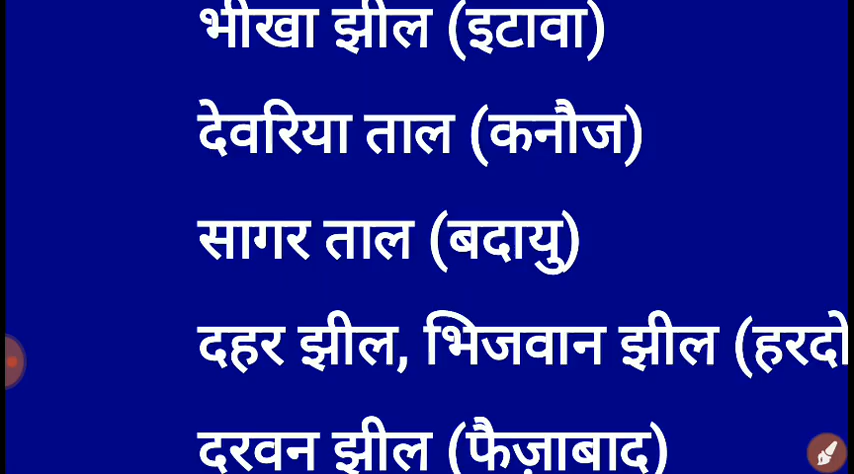 भीखा झील (इटावा)
देवरिया ताल (कनौज)
सागर ताल (बदायु)
दहर झील, भिजवान झील (हरदो
दरवन झील (फैज़ाबाद)